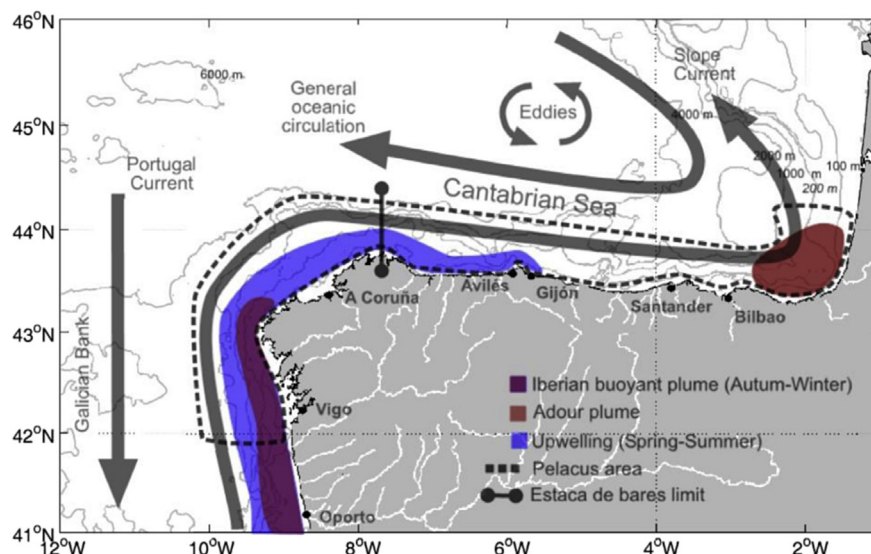 46°N
45°N
44°N
43°N
42°N
41°N
12°W
10°W
8°W
6°W
4°W
2°W
6000 m
General
oceanic
circulation
Eddies
Slope
Current
4000 m
2000 m
100 m
1000 m
200 m
Portugal
Current
Cantabrian Sea
Galician Bank
A Coruña
Avilés
Gijón
Santander
Bilbao
Vigo
Oporto
Iberian buoyant plume (Autum-Winter)
Adour plume
Upwelling (Spring-Summer)
Pelacus area
Estaca de bares limit